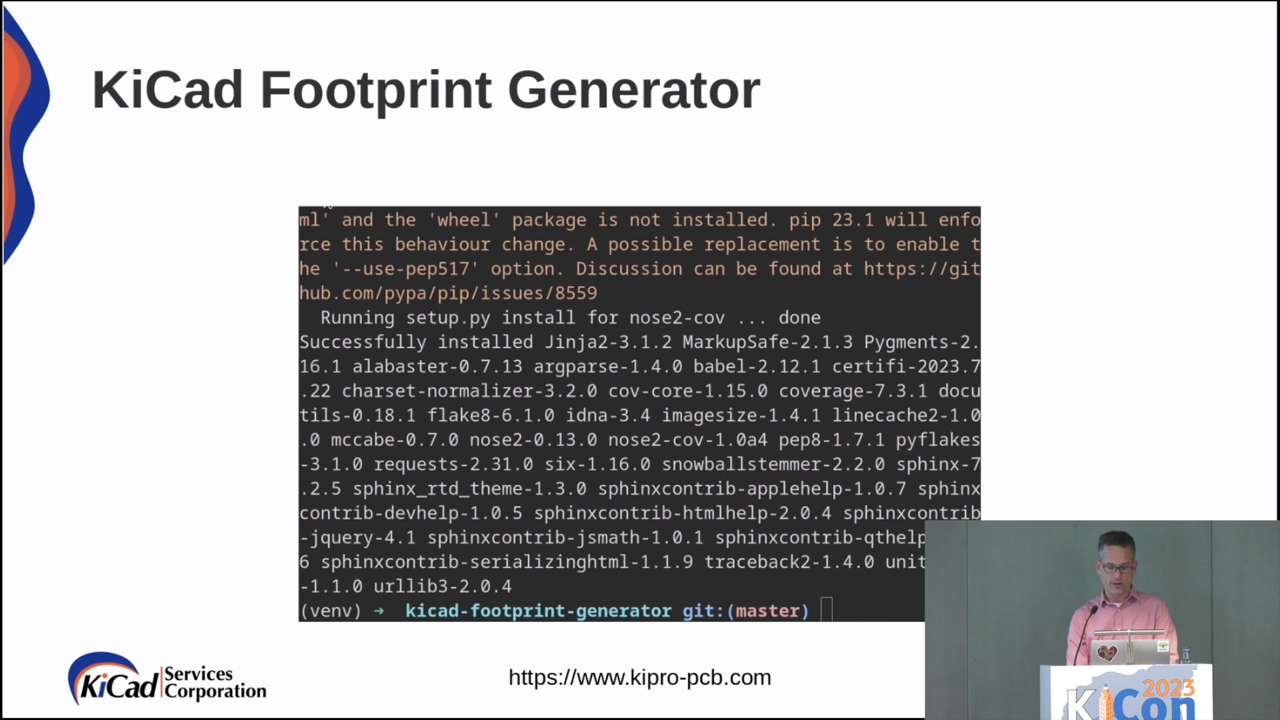 KiCad Footprint Generator
ml' and the 'wheel' package is not installed. pip 23.1 will enfo
rce this behaviour change. A possible replacement is to enable t
he '--use-pep517' option. Discussion can be found at https://git
hub.com/pypa/pip/issues/8559
Running setup.py install for nose2-cov ... done
Successfully installed Jinja2-3.1.2 MarkupSafe-2.1.3 Pygments-2.
16.1 alabaster-0.7.13 argparse-1.4.0 babel-2.12.1 certifi-2023.7
.22 charset-normalizer-3.2.0 cov-core-1.15.0 coverage-7.3.1 docu
tils-0.18.1 flake8-6.1.0 idna-3.4 imagesize-1.4.1 linecache2-1.0
.0 mccabe-0.7.0 nose2-0.13.0 nose2-cov-1.0a4 pep8-1.7.1 pyflakes
-3.1.0 requests-2.31.0 six-1.16.0 snowballstemmer-2.2.0 sphinx-7
.2.5 sphinx_rtd_theme-1.3.0 sphinxcontrib-applehelp-1.0.7 sphinx
contrib-devhelp-1.0.5 sphinxcontrib-htmlhelp-2.0.4 sphinxcontrib
-jquery-4.1 sphinxcontrib-jsmath-1.0.1 sphinxcontrib-qthelp
6 sphinxcontrib-serializinghtml-1.1.9 traceback2-1.4.0 unit
-1.1.0 urllib3-2.0.4
(venv) → kicad-footprint-generator git:(master)
KiCad Services
Corporation
https://www.kipro-pcb.com
2023
KiCon